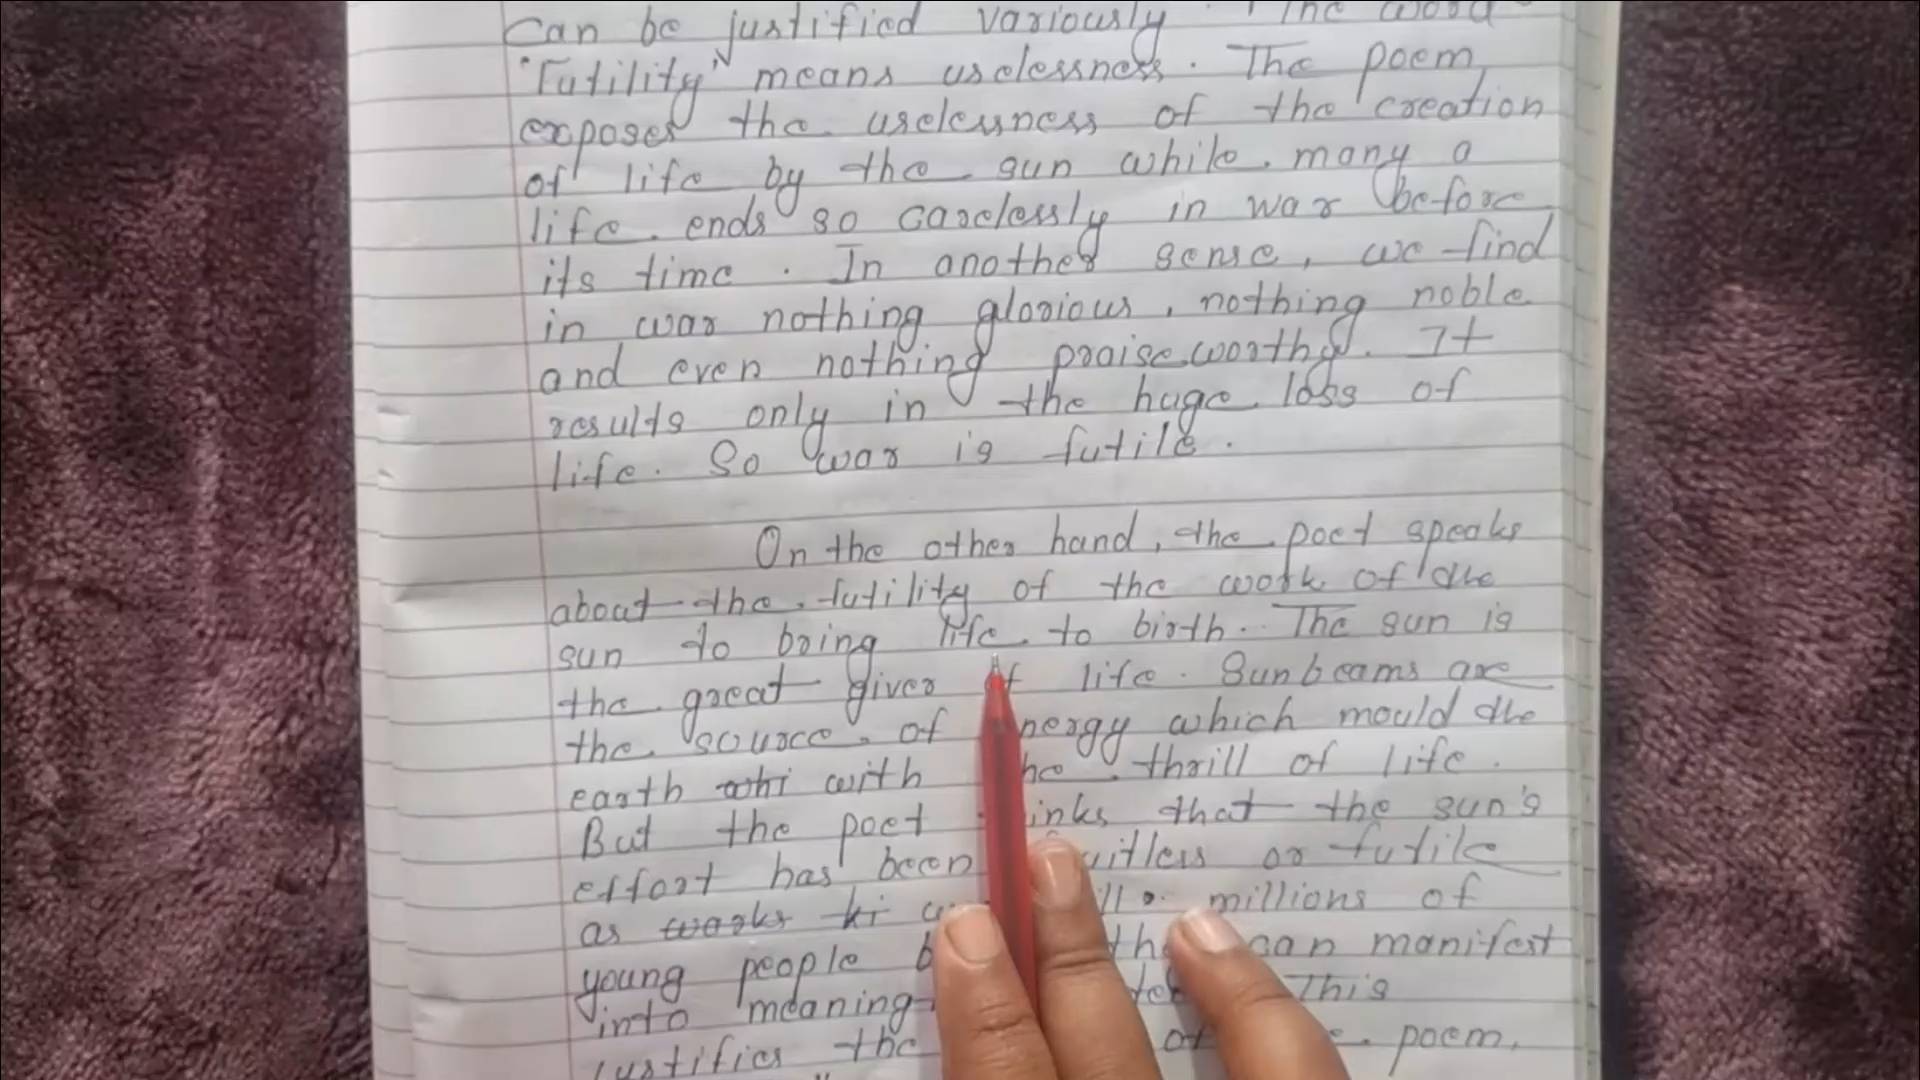 can be justified variously. The word
"Futility" means uselessness. The poem
exposes the uselessness of the creation
of life by the sun while many a
life ends so carelessly in war before
its time. In another sense, we find
in war nothing glorious, nothing noble
and even nothing praiseworthy. It
results only in the huge loss of
life. So war is futile.
On the other hand, the poet speaks
about the futility of the work of the
sun to bring life to birth. The sun is
the great giver of life. Sunbeams are
the source of energy which mould the
earth whi with the thrill of life.
But the poet thinks that the sun's
effort has been fruitless or futile
as works ki millions of
young people can manifest
into meaning This
justifies the of poem.